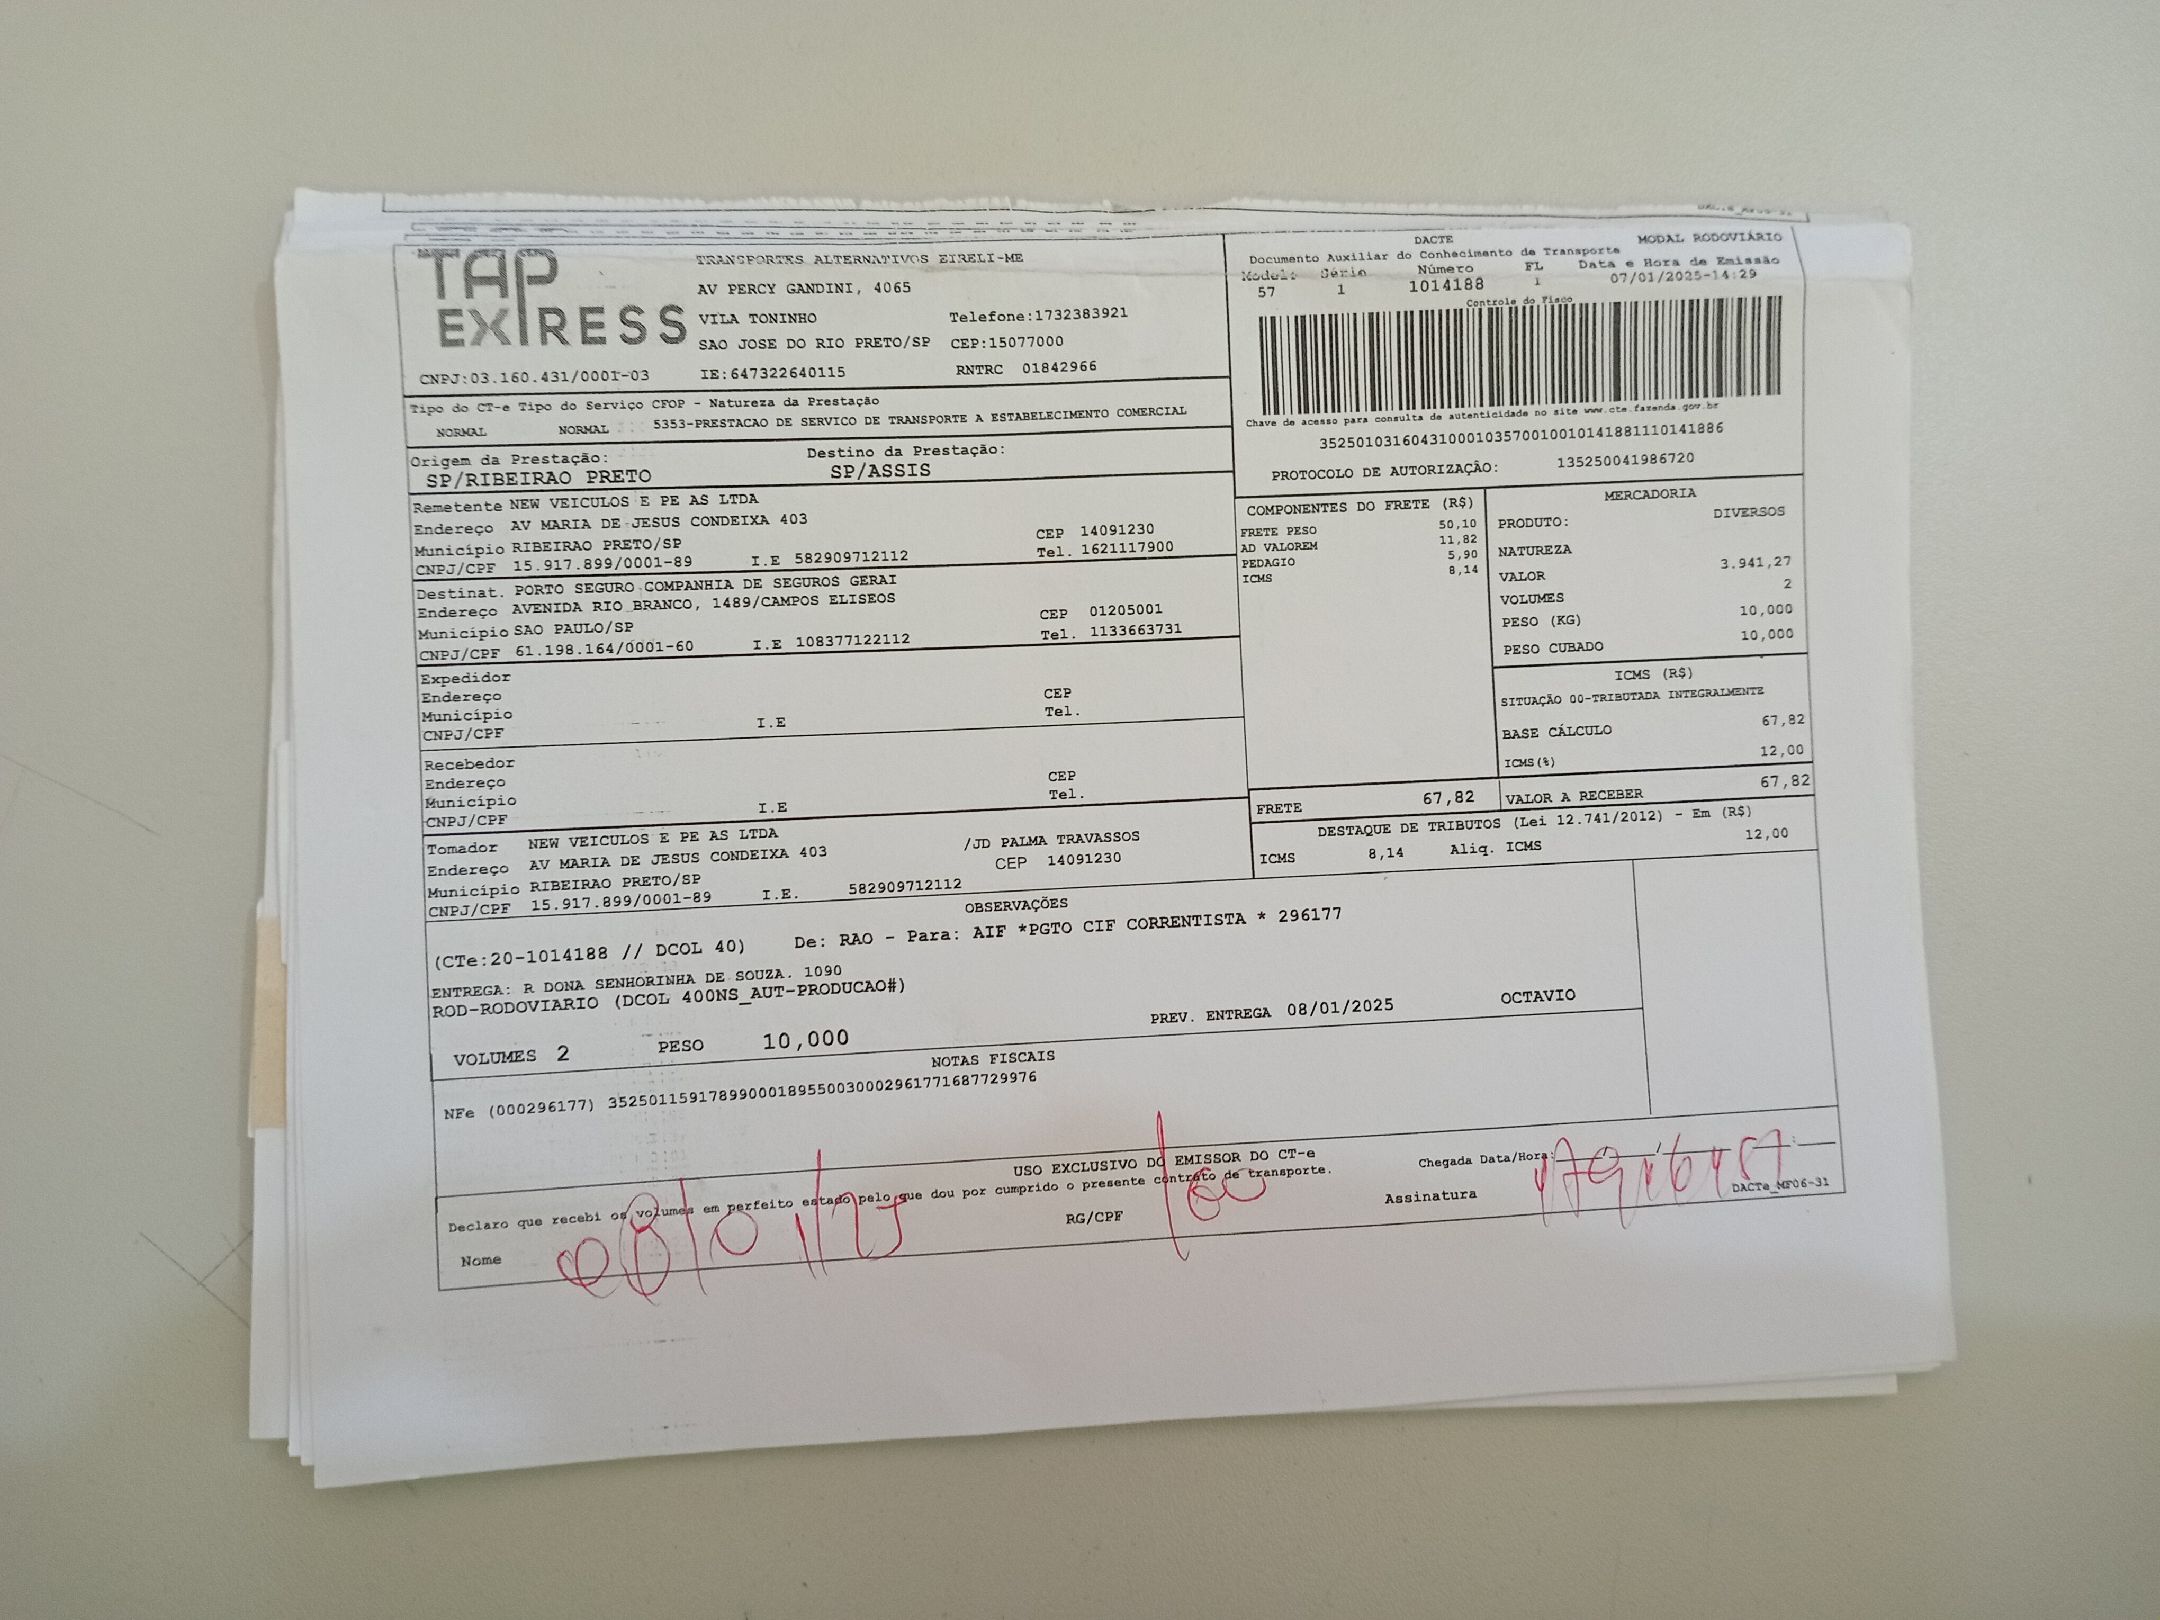 TAP EXPRESS
TRANSPORTES ALTERNATIVOS EIRELI-ME
AV PERCY GANDINI, 4065
VILA TONINHO Telefone:1732383921
SAO JOSE DO RIO PRETO/SP CEP:15077000
CNPJ:03.160.431/0001-03 IE:647322640115 RNTRC 01842966
DACTE MODAL RODOVIÁRIO
Documento Auxiliar do Conhecimento de Transporte
Modelo Série Número FL Data e Hora de Emissão
57 1 1014188 1 07/01/2025-14:29
Controle do Fisco
Chave de acesso para consulta de autenticidade no site www.cte.fazenda.gov.br
35250103160431000103570010010141881110141886
PROTOCOLO DE AUTORIZAÇÃO: 135250041986720
Tipo do CT-e Tipo do Serviço CFOP - Natureza da Prestação
NORMAL NORMAL 5353-PRESTACAO DE SERVICO DE TRANSPORTE A ESTABELECIMENTO COMERCIAL
Origem da Prestação: Destino da Prestação:
SP/RIBEIRAO PRETO SP/ASSIS
Remetente NEW VEICULOS E PE AS LTDA
Endereço AV MARIA DE JESUS CONDEIXA 403 CEP 14091230
Município RIBEIRAO PRETO/SP Tel. 1621117900
CNPJ/CPF 15.917.899/0001-89 I.E 582909712112
Destinat. PORTO SEGURO COMPANHIA DE SEGUROS GERAI
Endereço AVENIDA RIO BRANCO, 1489/CAMPOS ELISEOS CEP 01205001
Município SAO PAULO/SP Tel. 1133663731
CNPJ/CPF 61.198.164/0001-60 I.E 108377122112
Expedidor
Endereço CEP
Município Tel.
CNPJ/CPF I.E
Recebedor
Endereço CEP
Município Tel.
CNPJ/CPF I.E
Tomador NEW VEICULOS E PE AS LTDA
Endereço AV MARIA DE JESUS CONDEIXA 403 /JD PALMA TRAVASSOS
Município RIBEIRAO PRETO/SP CEP 14091230
CNPJ/CPF 15.917.899/0001-89 I.E. 582909712112
COMPONENTES DO FRETE (R$)
FRETE PESO 50,10
AD VALOREM 11,82
PEDAGIO 5,90
ICMS 8,14
FRETE 67,82
MERCADORIA
PRODUTO: DIVERSOS
NATUREZA
VALOR 3.941,27
VOLUMES 2
PESO (KG) 10,000
PESO CUBADO 10,000
ICMS (R$)
SITUAÇÃO 00-TRIBUTADA INTEGRALMENTE
BASE CÁLCULO 67,82
ICMS(%) 12,00
VALOR A RECEBER 67,82
DESTAQUE DE TRIBUTOS (Lei 12.741/2012) - Em (R$)
ICMS 8,14 Aliq. ICMS 12,00
OBSERVAÇÕES
(CTe:20-1014188 // DCOL 40) De: RAO - Para: AIF *PGTO CIF CORRENTISTA * 296177
ENTREGA: R DONA SENHORINHA DE SOUZA. 1090
ROD-RODOVIARIO (DCOL 400NS_AUT-PRODUCAO#)
PREV. ENTREGA 08/01/2025 OCTAVIO
VOLUMES 2 PESO 10,000
NOTAS FISCAIS
NFe (000296177) 35250115917899000189550030002961771687729976
USO EXCLUSIVO DO EMISSOR DO CT-e
Declaro que recebi os volumes em perfeito estado pelo que dou por cumprido o presente contrato de transporte.
Chegada Data/Hora:
Nome 08/01/25 RG/CPF Assinatura
DACTe_MF06-31